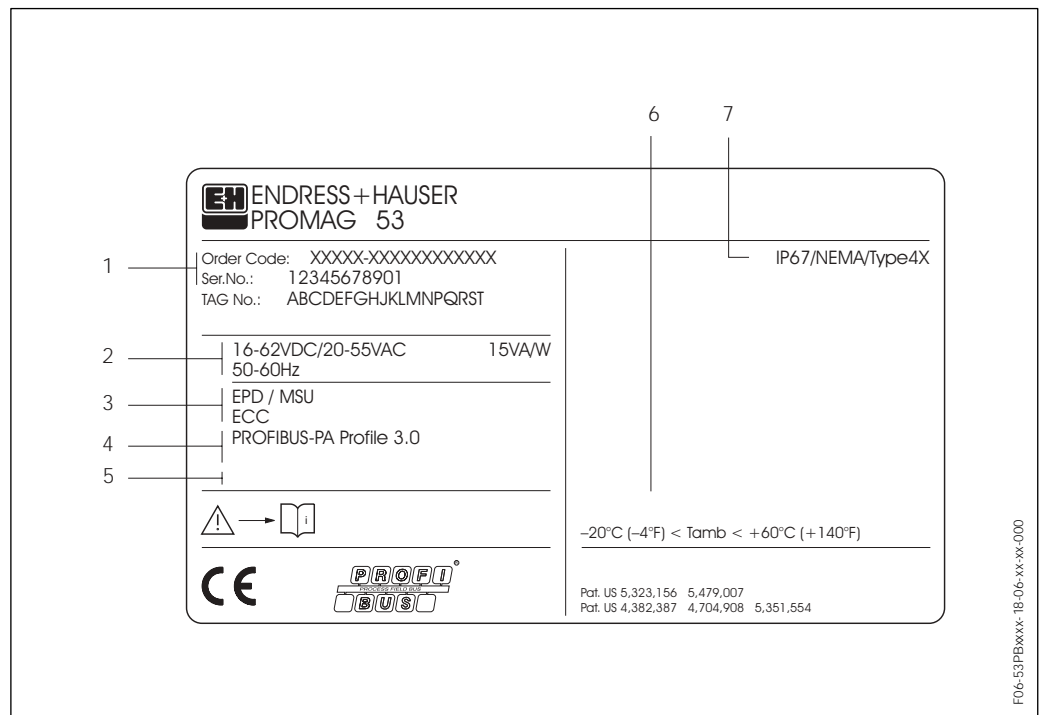 6 7
E+H ENDRESS+HAUSER
PROMAG 53
1
Order Code: XXXXX-XXXXXXXXXXXX
Ser.No.: 12345678901
TAG No.: ABCDEFGHJKLMNPQRST
IP67/NEMA/Type4X
2
16-62VDC/20-55VAC 15VA/W
50-60Hz
3
EPD / MSU
ECC
4
PROFIBUS-PA Profile 3.0
5
i
–20°C (–4°F) < Tamb < +60°C (+140°F)
CE
PROFI
PROCESS FIELD BUS
BUS
Pat. US 5,323,156 5,479,007
Pat. US 4,382,387 4,704,908 5,351,554
F06-53PBxxxx-18-06-xx-xx-000